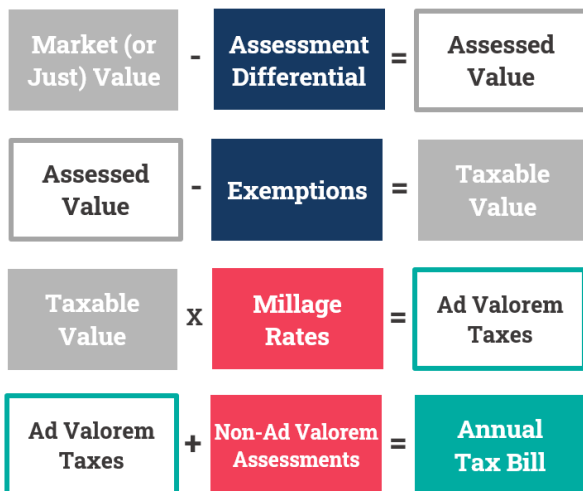 Market (or Just) Value - Assessment Differential = Assessed Value
Assessed Value - Exemptions = Taxable Value
Taxable Value x Millage Rates = Ad Valorem Taxes
Ad Valorem Taxes + Non-Ad Valorem Assessments = Annual Tax Bill